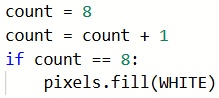 count = 8
count = count + 1
if count == 8:
    pixels.fill(WHITE)